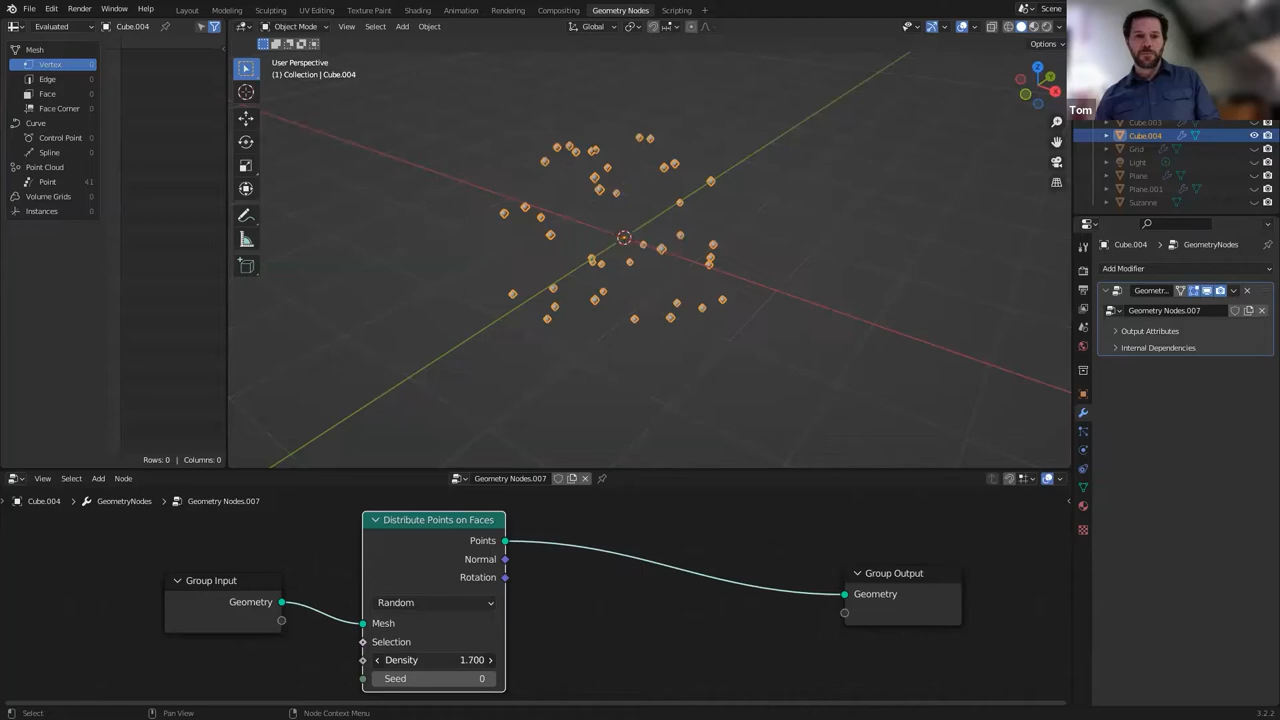 File Edit Render Window Help Layout Modeling Sculpting UV Editing Texture Paint Shading Animation Rendering Compositing Geometry Nodes Scripting Scene
Evaluated Cube.004 Object Mode View Select Add Object Global
Options
Mesh
Vertex 0
Edge 0
Face 0
Face Corner 0
Curve
Control Point 0
Spline 0
Point Cloud
Point 41
Volume Grids 0
Instances 0
Rows: 0 | Columns: 0
User Perspective
(1) Collection | Cube.004
Z
Y
X
Tom
Cube.003
Cube.004
Grid
Light
Plane
Plane.001
Suzanne
Cube.004 GeometryNodes
Add Modifier
Geometr...
Geometry Nodes.007
Output Attributes
Internal Dependencies
View Select Add Node Geometry Nodes.007
Cube.004 GeometryNodes Geometry Nodes.007
Group Input
Geometry
Distribute Points on Faces
Points
Normal
Rotation
Random
Mesh
Selection
Density 1.700
Seed 0
Group Output
Geometry
Select Pan View Node Context Menu 3.2.2